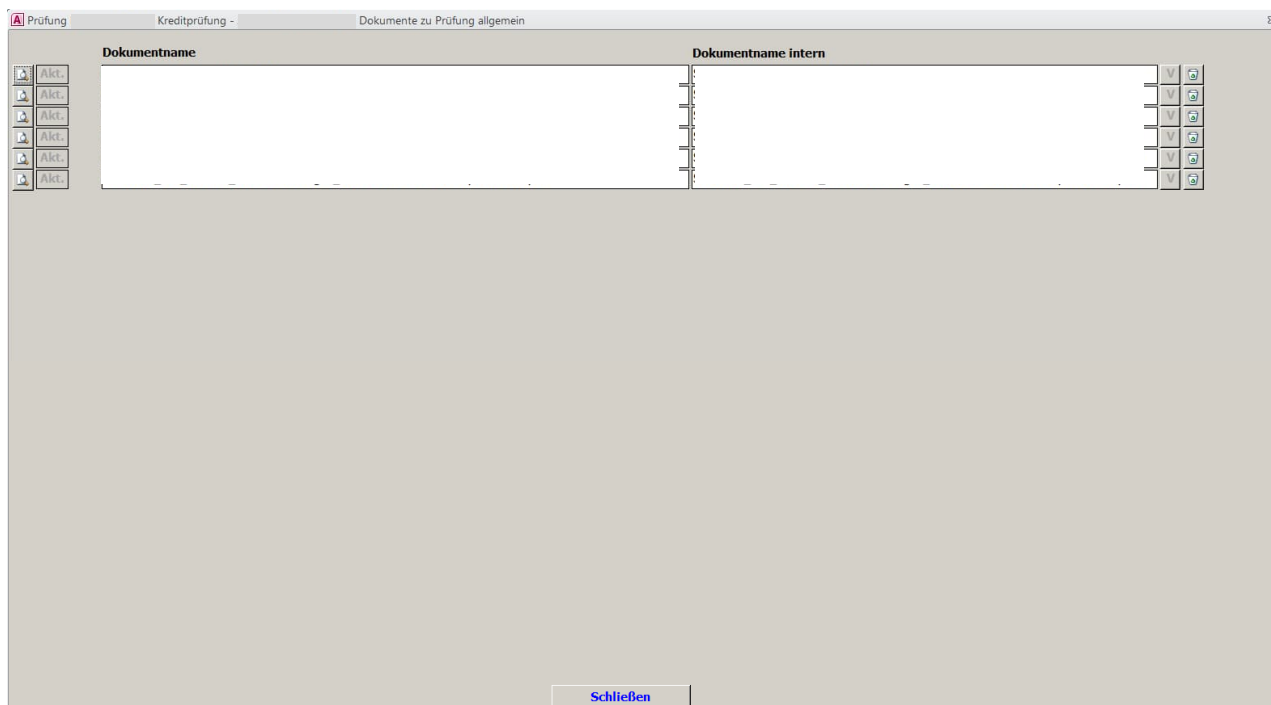 Prüfung Kreditprüfung - Dokumente zu Prüfung allgemein
Dokumentname Dokumentname intern
Akt. V
Akt. V
Akt. V
Akt. V
Akt. V
Akt. V
Schließen